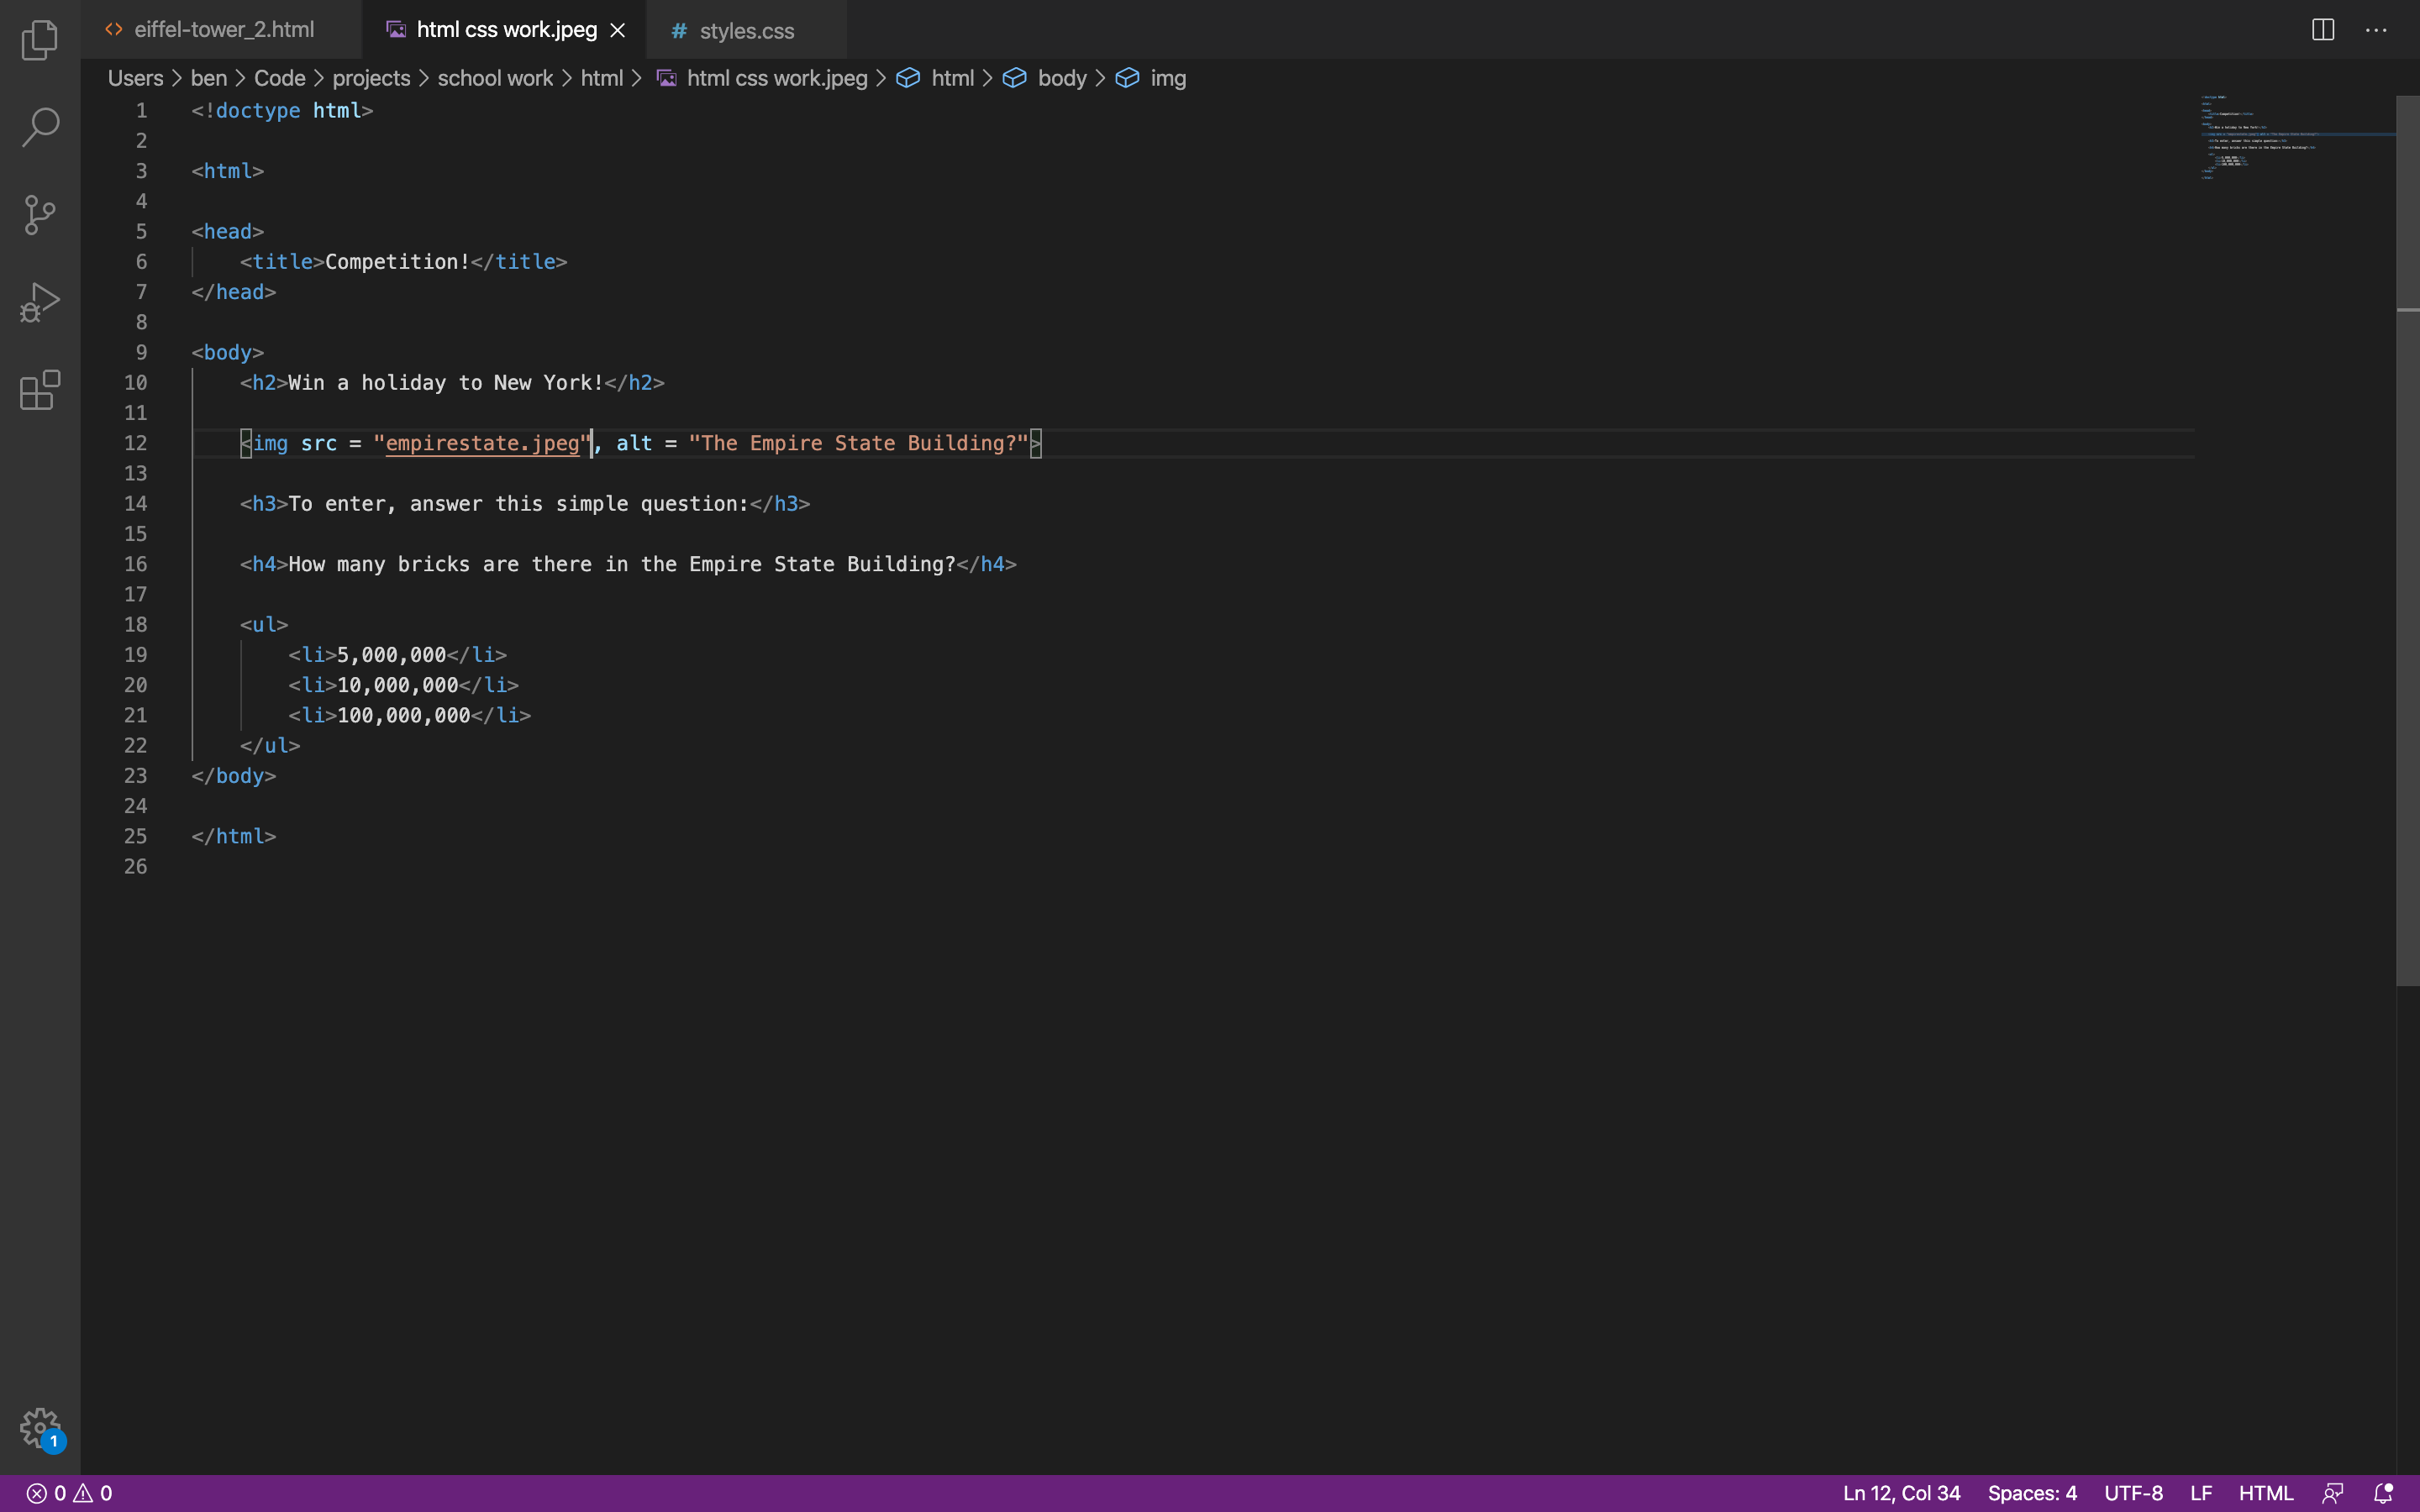 eiffel-tower_2.html html css work.jpeg styles.css
Users > ben > Code > projects > school work > html > html css work.jpeg > html > body > img
1 <!doctype html>
2
3 <html>
4
5 <head>
6 <title>Competition!</title>
7 </head>
8
9 <body>
10 <h2>Win a holiday to New York!</h2>
11
12 <img src = "empirestate.jpeg", alt = "The Empire State Building?">
13
14 <h3>To enter, answer this simple question:</h3>
15
16 <h4>How many bricks are there in the Empire State Building?</h4>
17
18 <ul>
19 <li>5,000,000</li>
20 <li>10,000,000</li>
21 <li>100,000,000</li>
22 </ul>
23 </body>
24
25 </html>
26
1
0 0 Ln 12, Col 34 Spaces: 4 UTF-8 LF HTML